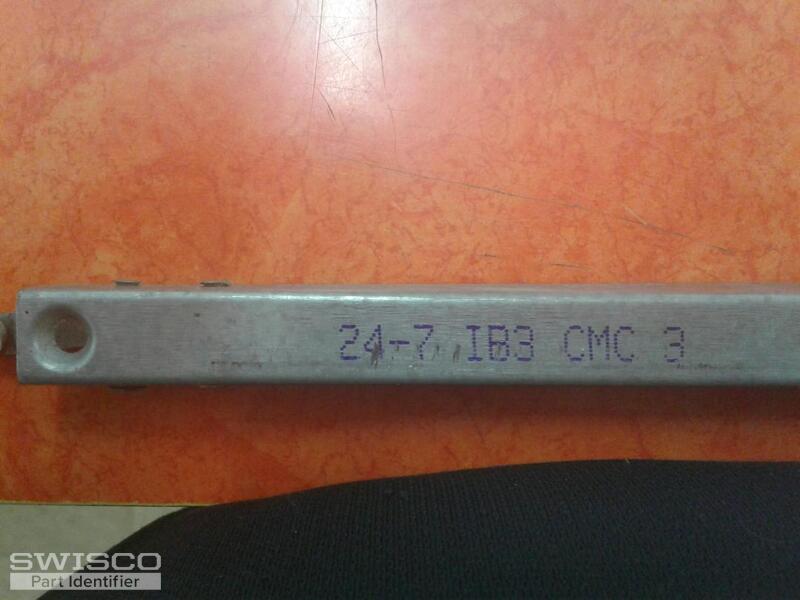 24-7 IB3 CMC 3
SWISCO
Part Identifier